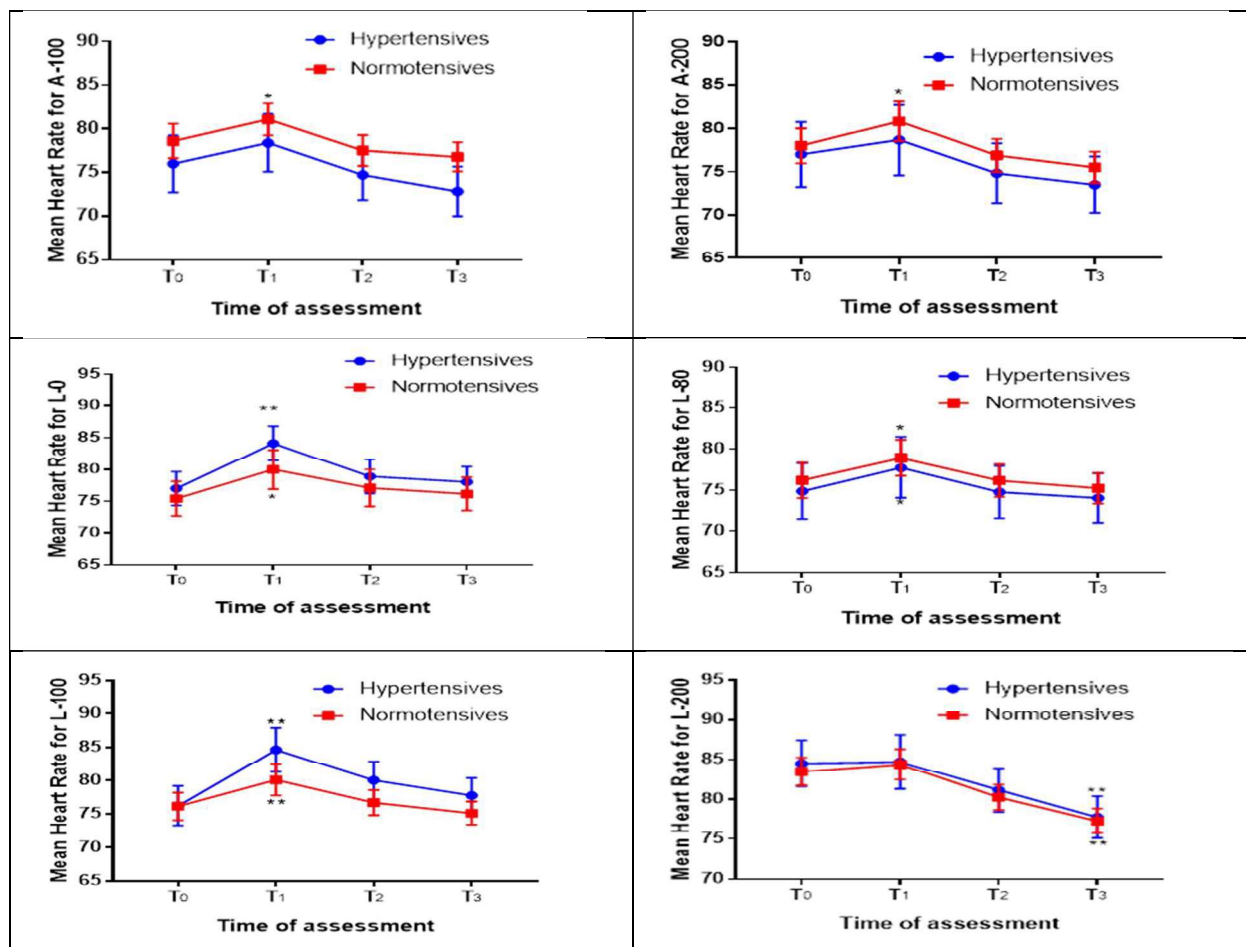 Mean Heart Rate for A-100
90
85
80
75
70
65
Hypertensives
Normotensives
*
T0 T1 T2 T3
Time of assessment
Mean Heart Rate for A-200
90
85
80
75
70
65
Hypertensives
Normotensives
*
T0 T1 T2 T3
Time of assessment
Mean Heart Rate for L-0
95
90
85
80
75
70
65
Hypertensives
Normotensives
**
*
T0 T1 T2 T3
Time of assessment
Mean Heart Rate for L-80
90
85
80
75
70
65
Hypertensives
Normotensives
*
*
T0 T1 T2 T3
Time of assessment
Mean Heart Rate for L-100
95
90
85
80
75
70
65
Hypertensives
Normotensives
**
**
T0 T1 T2 T3
Time of assessment
Mean Heart Rate for L-200
95
90
85
80
75
70
Hypertensives
Normotensives
**
**
T0 T1 T2 T3
Time of assessment